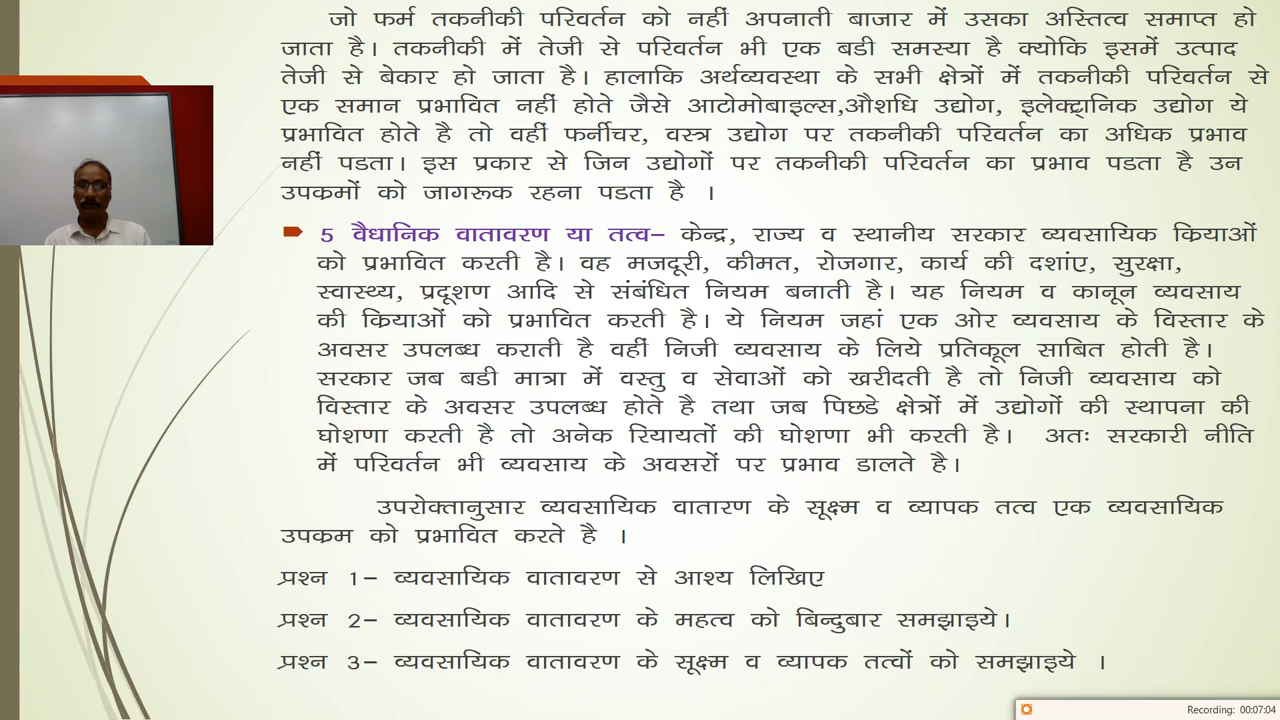 जो फर्म तकनीकी परिवर्तन को नहीं अपनाती बाजार में उसका अस्तित्व समाप्त हो
जाता है। तकनीकी में तेजी से परिवर्तन भी एक बडी समस्या है क्योकि इसमें उत्पाद
तेजी से बेकार हो जाता है। हालाकि अर्थव्यवस्था के सभी क्षेत्रों में तकनीकी परिवर्तन से
एक समान प्रभावित नहीं होते जैसे आटोमोबाइल्स,औशधि उद्योग, इलेक्ट्रानिक उद्योग ये
प्रभावित होते है तो वहीं फर्नीचर, वस्त्र उद्योग पर तकनीकी परिवर्तन का अधिक प्रभाव
नहीं पडता। इस प्रकार से जिन उद्योगों पर तकनीकी परिवर्तन का प्रभाव पडता है उन
उपक्रमों को जागरूक रहना पडता है ।
5 वैधानिक वातावरण या तत्व– केन्द्र, राज्य व स्थानीय सरकार व्यवसायिक क्रियाओं
को प्रभावित करती है। वह मजदूरी, कीमत, रोजगार, कार्य की दशांए, सुरक्षा,
स्वास्थ्य, प्रदूशण आदि से संबंधित नियम बनाती है। यह नियम व कानून व्यवसाय
की क्रियाओं को प्रभावित करती है। ये नियम जहां एक ओर व्यवसाय के विस्तार के
अवसर उपलब्ध कराती है वहीं निजी व्यवसाय के लिये प्रतिकूल साबित होती है।
सरकार जब बडी मात्रा में वस्तु व सेवाओं को खरीदती है तो निजी व्यवसाय को
विस्तार के अवसर उपलब्ध होते है तथा जब पिछडे क्षेत्रों में उद्योगों की स्थापना की
घोशणा करती है तो अनेक रियायतों की घोशणा भी करती है। अतः सरकारी नीति
में परिवर्तन भी व्यवसाय के अवसरों पर प्रभाव डालते है।
उपरोक्तानुसार व्यवसायिक वातारण के सूक्ष्म व व्यापक तत्व एक व्यवसायिक
उपक्रम को प्रभावित करते है ।
प्रश्न 1– व्यवसायिक वातावरण से आश्य लिखिए
प्रश्न 2– व्यवसायिक वातावरण के महत्व को बिन्दुबार समझाइये।
प्रश्न 3– व्यवसायिक वातावरण के सूक्ष्म व व्यापक तत्वों को समझाइये ।
Recording: 00:07:04